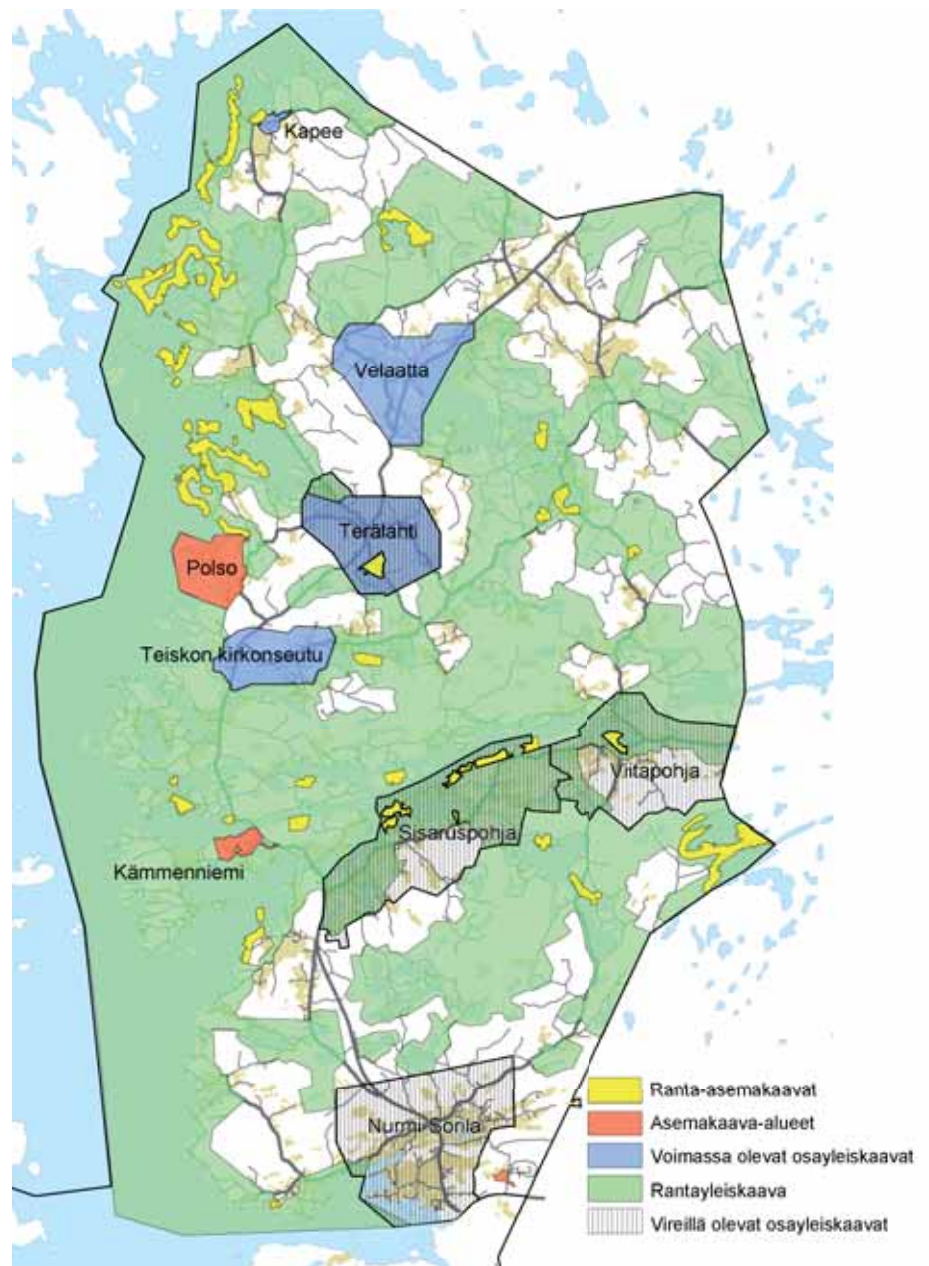 Kapee
Velaatta
Terälahti
Polso
Teiskon kirkonseutu
Viitapohja
Sisaruspohja
Kämmenniemi
Nurmi-Sorila
Ranta-asemakaavat
Asemakaava-alueet
Voimassa olevat osayleiskaavat
Rantayleiskaava
Vireillä olevat osayleiskaavat